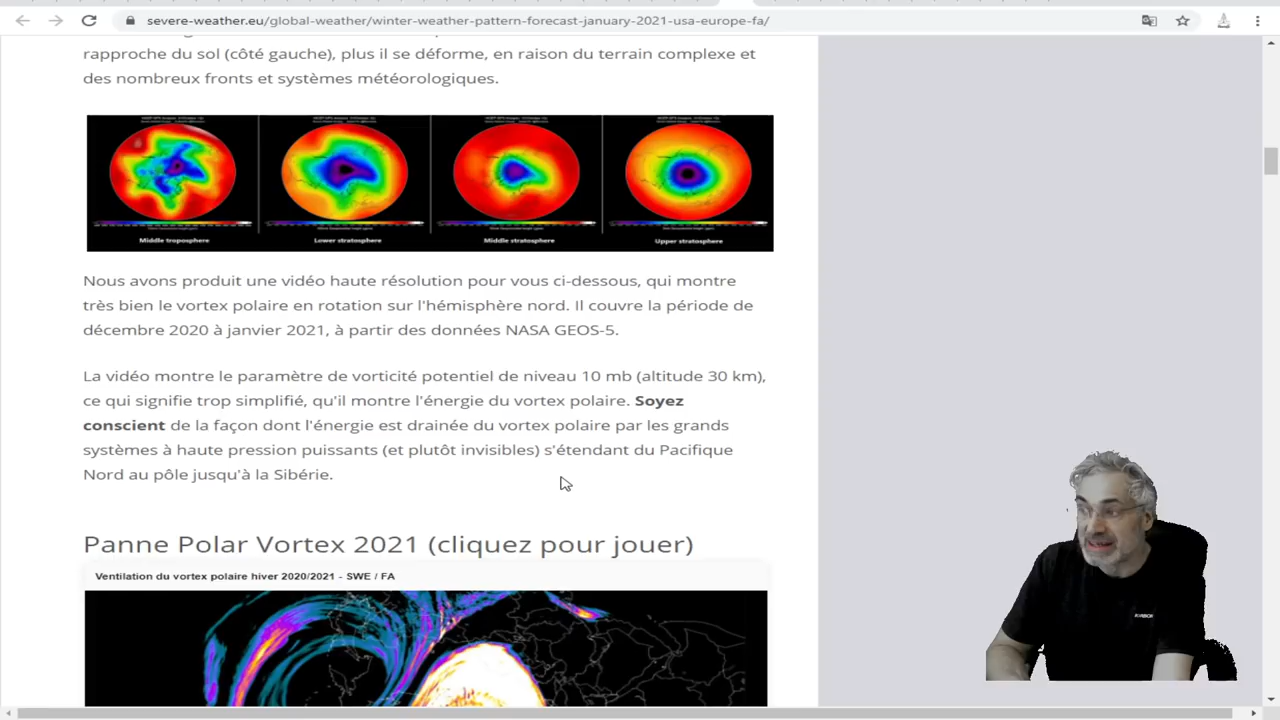 severe-weather.eu/global-weather/winter-weather-pattern-forecast-january-2021-usa-europe-fa/
rapproche du sol (côté gauche), plus il se déforme, en raison du terrain complexe et
des nombreux fronts et systèmes météorologiques.
Middle troposphere
Lower stratosphere
Middle stratosphere
Upper stratosphere
Nous avons produit une vidéo haute résolution pour vous ci-dessous, qui montre
très bien le vortex polaire en rotation sur l'hémisphère nord. Il couvre la période de
décembre 2020 à janvier 2021, à partir des données NASA GEOS-5.
La vidéo montre le paramètre de vorticité potentiel de niveau 10 mb (altitude 30 km),
ce qui signifie trop simplifié, qu'il montre l'énergie du vortex polaire. Soyez
conscient de la façon dont l'énergie est drainée du vortex polaire par les grands
systèmes à haute pression puissants (et plutôt invisibles) s'étendant du Pacifique
Nord au pôle jusqu'à la Sibérie.
Panne Polar Vortex 2021 (cliquez pour jouer)
Ventilation du vortex polaire hiver 2020/2021 - SWE / FA